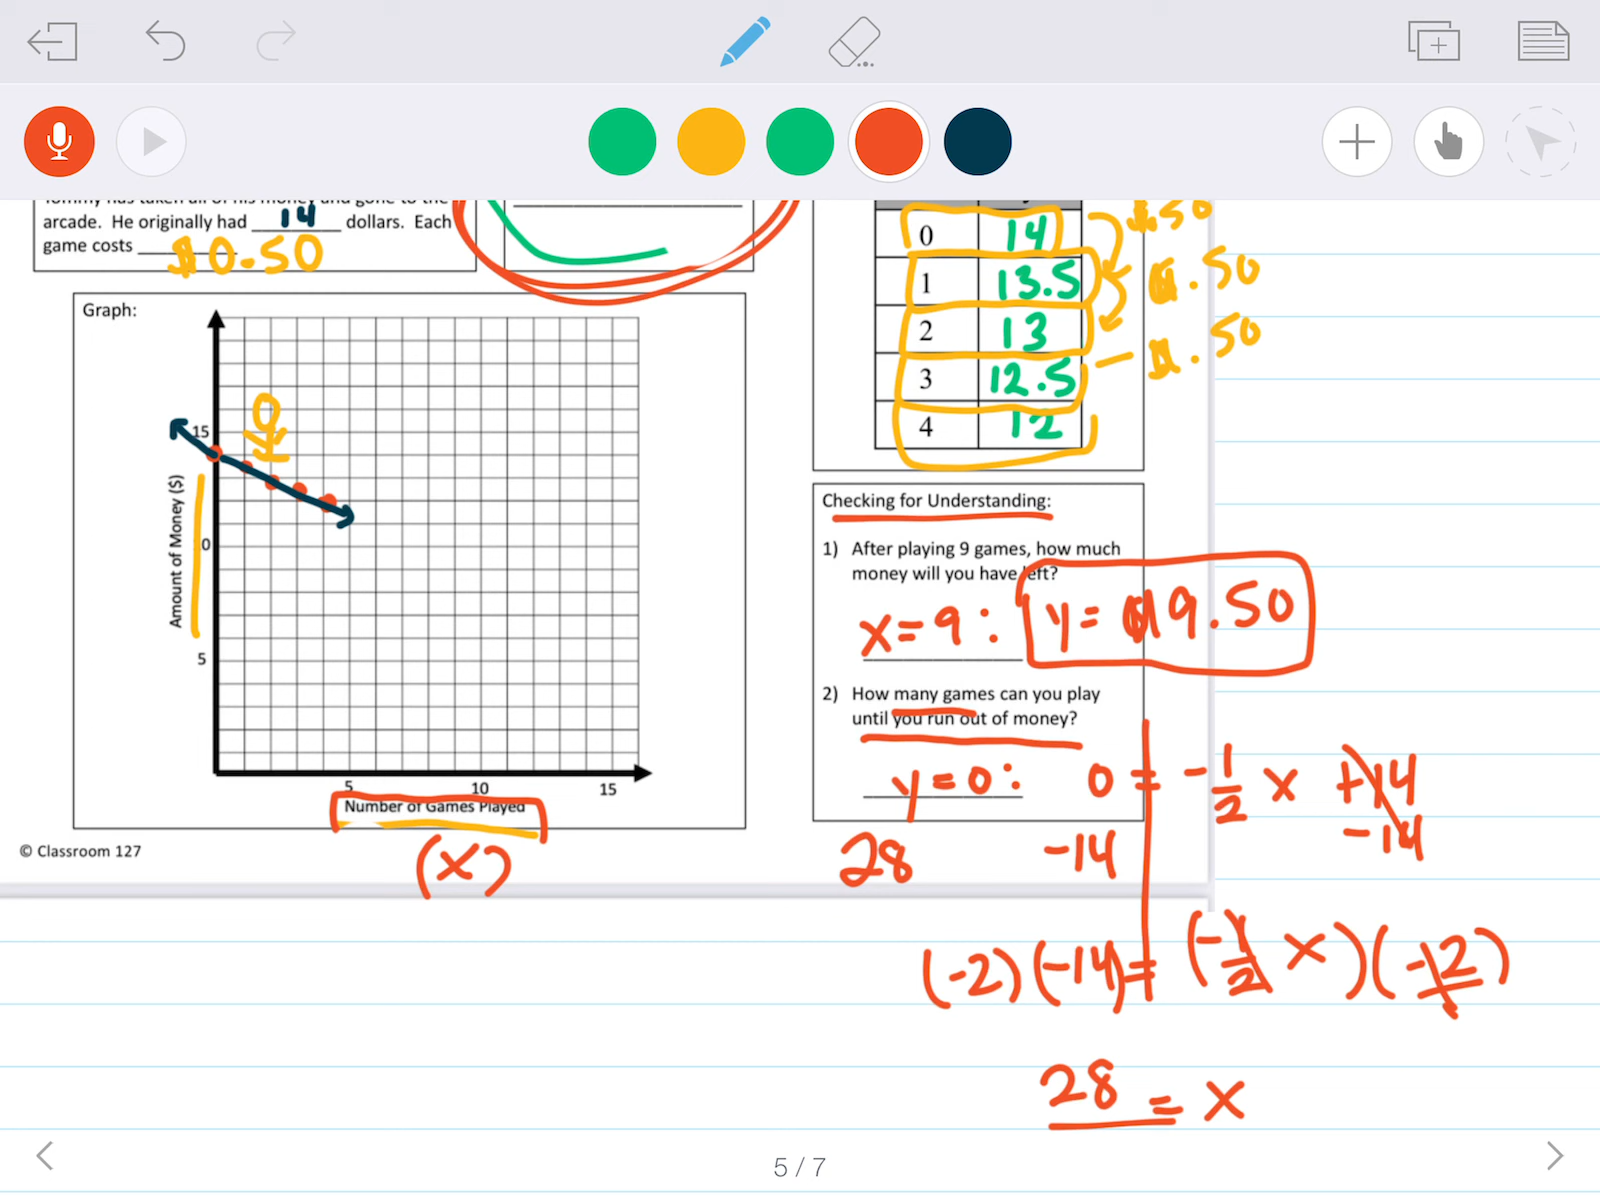 arcade. He originally had 14 dollars. Each
game costs $0.50
0 14
1 13.5
2 13
3 12.5
4 12
.50
.50
- .50
Graph:
15
0
5
Amount of Money ($)
5 10 15
Number of Games Played
(x)
© Classroom 127
Checking for Understanding:
1) After playing 9 games, how much
money will you have left?
x=9: y= 9.50
2) How many games can you play
until you run out of money?
y=0: 0 = -1/2 x +14
28 -14 -14
(-2)(-14)= (-1/2 x)(-2)
28 = x
5 / 7